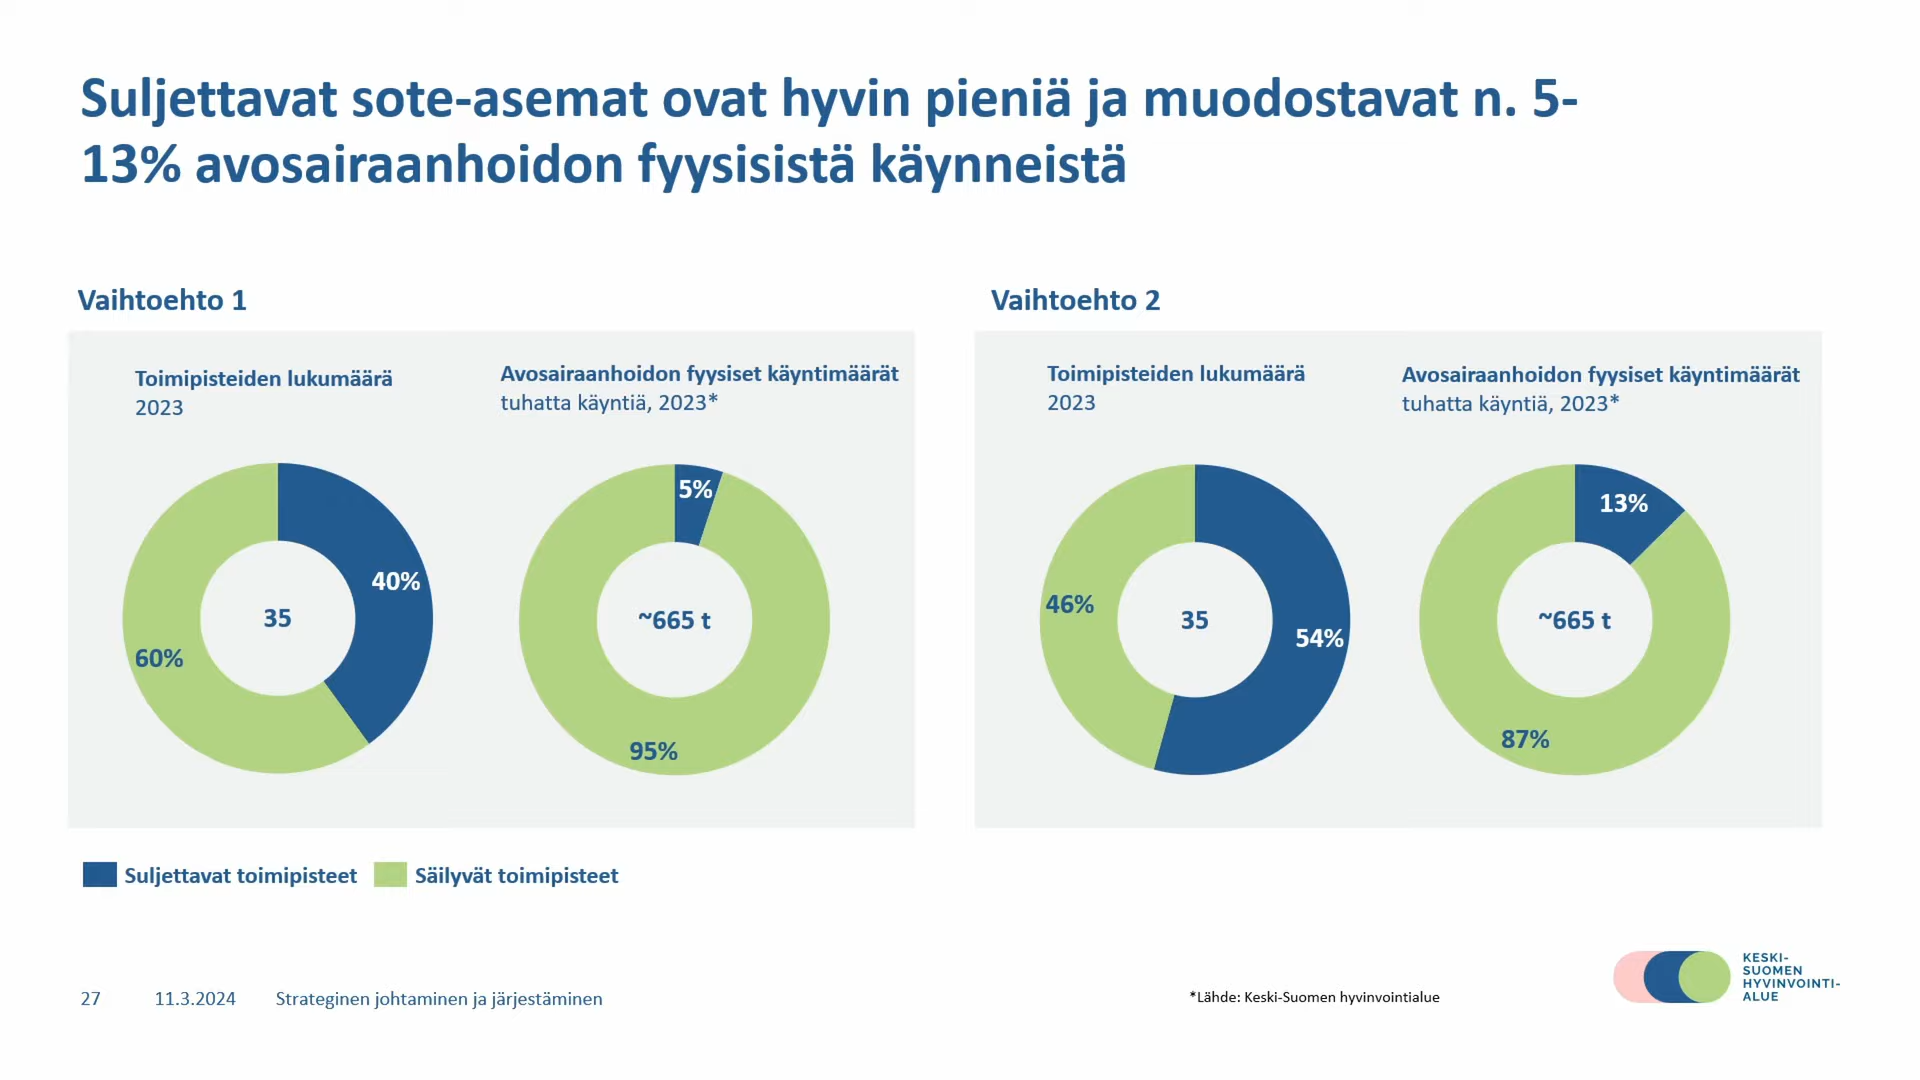 Suljettavat sote-asemat ovat hyvin pieniä ja muodostavat n. 5-
13% avosairaanhoidon fyysisistä käynneistä
Vaihtoehto 1
Toimipisteiden lukumäärä
2023
Avosairaanhoidon fyysiset käyntimäärät
tuhatta käyntiä, 2023*
40%
35
60%
5%
~665 t
95%
Vaihtoehto 2
Toimipisteiden lukumäärä
2023
Avosairaanhoidon fyysiset käyntimäärät
tuhatta käyntiä, 2023*
46%
35
54%
13%
~665 t
87%
Suljettavat toimipisteet
Säilyvät toimipisteet
27
11.3.2024
Strateginen johtaminen ja järjestäminen
*Lähde: Keski-Suomen hyvinvointialue
KESKI-
SUOMEN
HYVINVOINTI-
ALUE